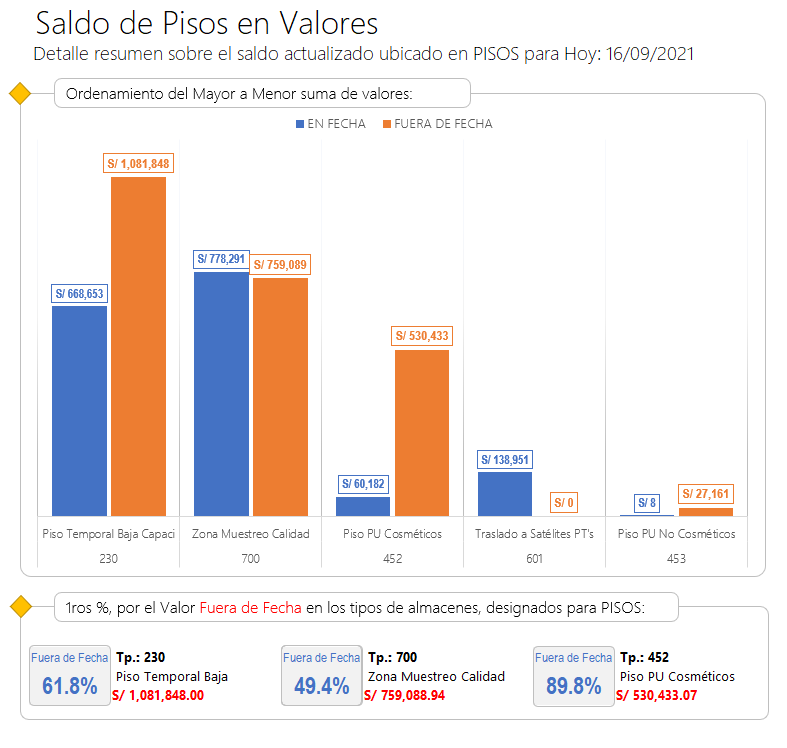 Saldo de Pisos en Valores
Detalle resumen sobre el saldo actualizado ubicado en PISOS para Hoy: 16/09/2021
Ordenamiento del Mayor a Menor suma de valores:
EN FECHA FUERA DE FECHA
S/ 1,081,848
S/ 778,291
S/ 759,089
S/ 668,653
S/ 530,433
S/ 60,182
S/ 138,951
S/ 0
S/ 8
S/ 27,161
Piso Temporal Baja Capaci Zona Muestreo Calidad Piso PU Cosméticos Traslado a Satélites PT's Piso PU No Cosméticos
230 700 452 601 453
1ros %, por el Valor Fuera de Fecha en los tipos de almacenes, designados para PISOS:
Fuera de Fecha
61.8%
Tp.: 230
Piso Temporal Baja
S/ 1,081,848.00
Fuera de Fecha
49.4%
Tp.: 700
Zona Muestreo Calidad
S/ 759,088.94
Fuera de Fecha
89.8%
Tp.: 452
Piso PU Cosméticos
S/ 530,433.07